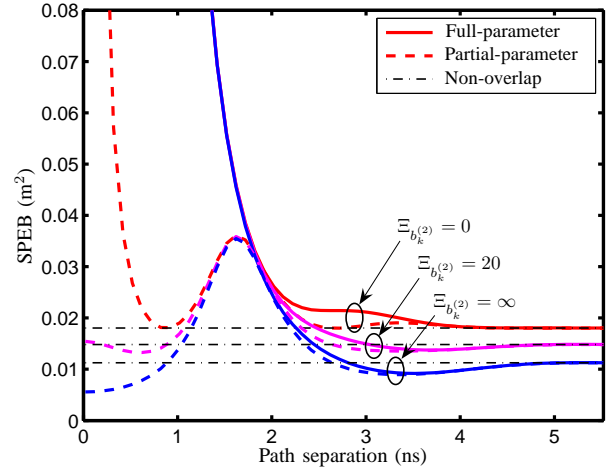 0.08
0.07
0.06
0.05
0.04
0.03
0.02
0.01
0
SPEB (m²)
Full-parameter
Partial-parameter
Non-overlap
Ξ_{b_k^{(2)}} = 0
Ξ_{b_k^{(2)}} = 20
Ξ_{b_k^{(2)}} = ∞
0 1 2 3 4 5
Path separation (ns)